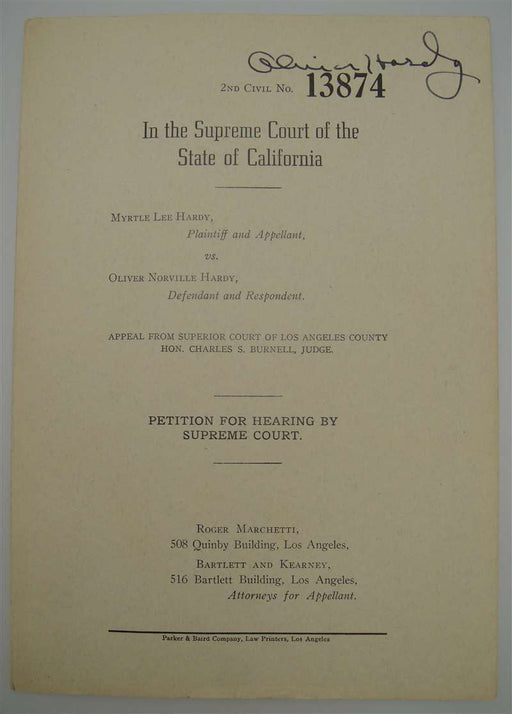 Oliver Hardy
2ND CIVIL NO. 13874
In the Supreme Court of the
State of California
MYRTLE LEE HARDY,
Plaintiff and Appellant,
vs.
OLIVER NORVILLE HARDY,
Defendant and Respondent.
APPEAL FROM SUPERIOR COURT OF LOS ANGELES COUNTY
HON. CHARLES S. BURNELL, JUDGE.
PETITION FOR HEARING BY
SUPREME COURT.
ROGER MARCHETTI,
508 Quinby Building, Los Angeles,
BARTLETT AND KEARNEY,
516 Bartlett Building, Los Angeles,
Attorneys for Appellant.
Parker & Baird Company, Law Printers, Los Angeles